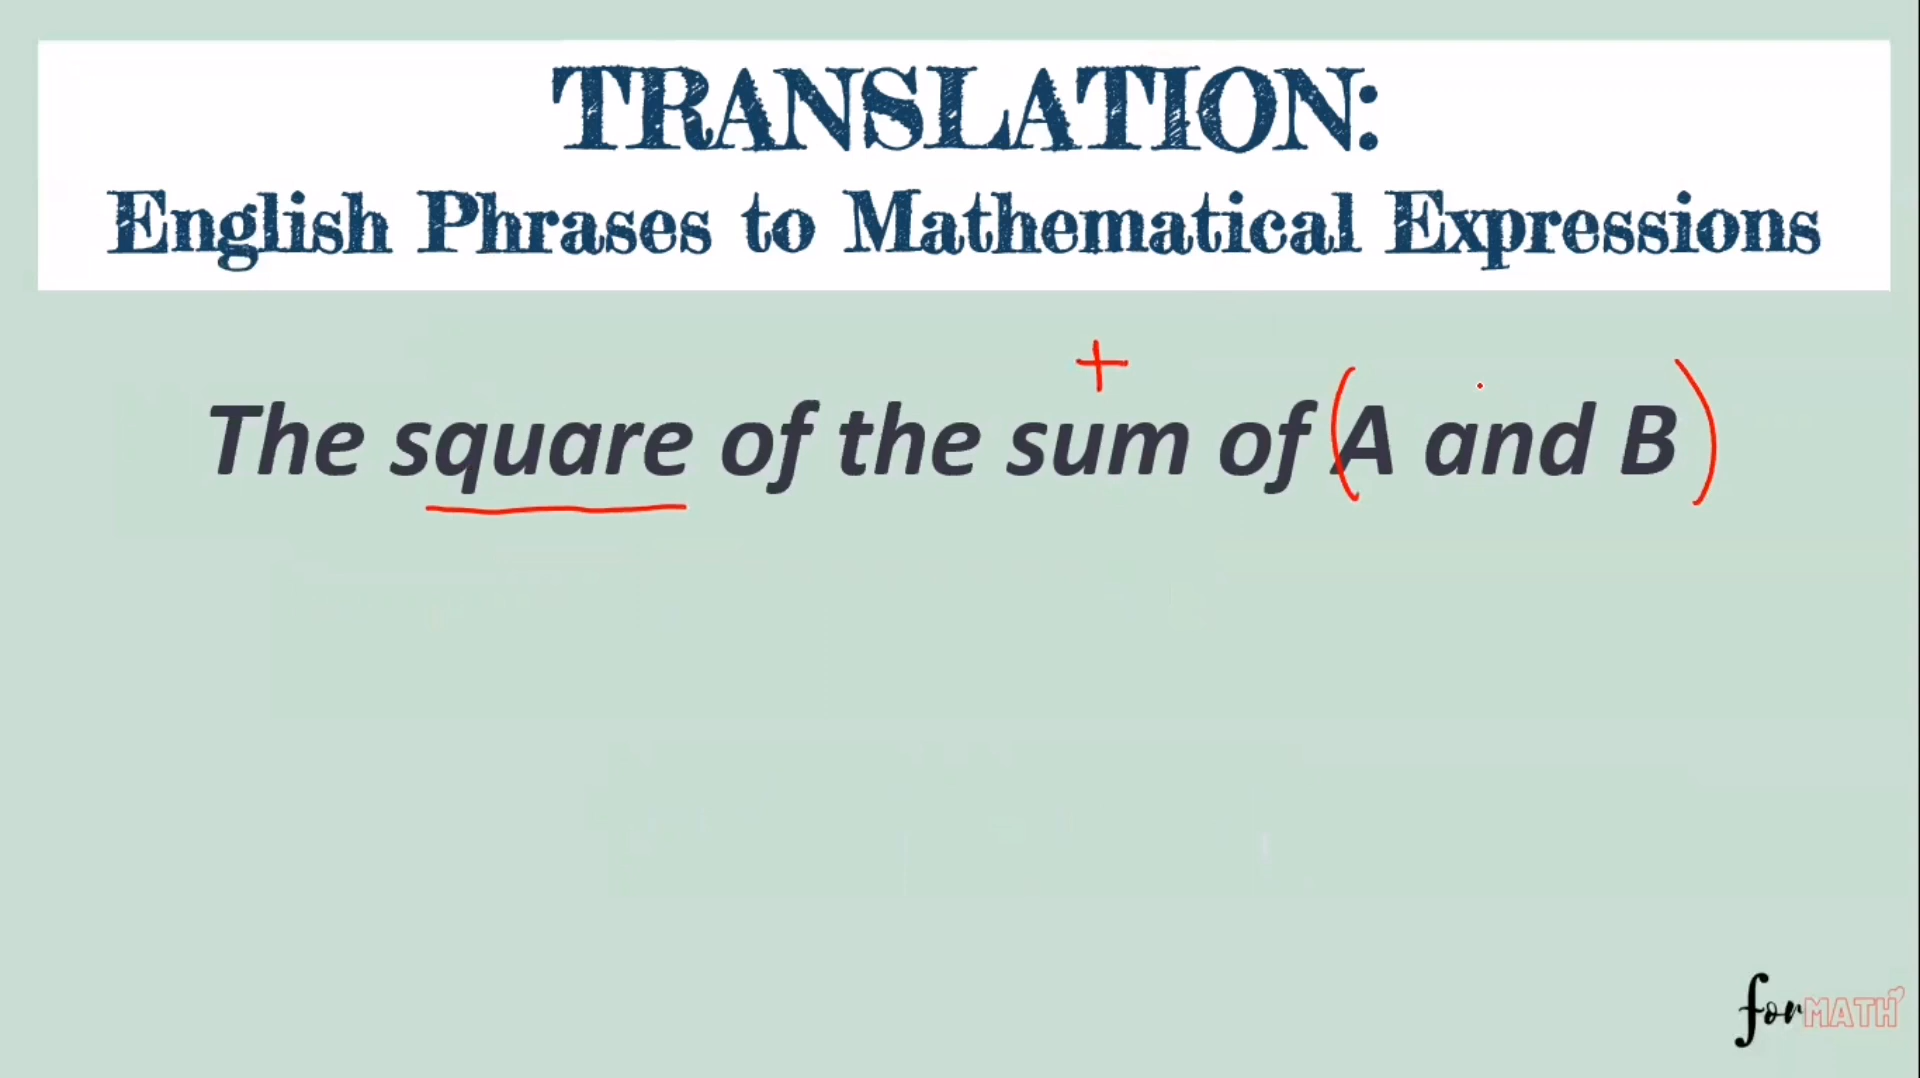 TRANSLATION:
English Phrases to Mathematical Expressions
+
The square of the sum of (A and B)
forMATH